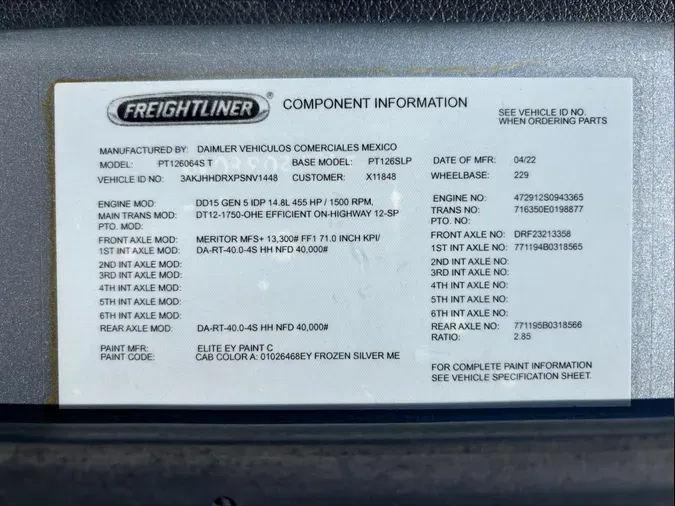 FREIGHTLINER ® COMPONENT INFORMATION
SEE VEHICLE ID NO.
WHEN ORDERING PARTS
MANUFACTURED BY: DAIMLER VEHICULOS COMERCIALES MEXICO
MODEL: PT126064S T BASE MODEL: PT126SLP DATE OF MFR: 04/22
VEHICLE ID NO: 3AKJHHDRXPSNV1448 CUSTOMER: X11848 WHEELBASE: 229
ENGINE MOD: DD15 GEN 5 IDP 14.8L 455 HP / 1500 RPM, ENGINE NO: 472912S0943365
MAIN TRANS MOD: DT12-1750-OHE EFFICIENT ON-HIGHWAY 12-SP TRANS NO: 716350E0198877
PTO. MOD: PTO. NO:
FRONT AXLE MOD: MERITOR MFS+ 13,300# FF1 71.0 INCH KPI/ FRONT AXLE NO: DRF23213358
1ST INT AXLE MOD: DA-RT-40.0-4S HH NFD 40,000# 1ST INT AXLE NO: 771194B0318565
2ND INT AXLE MOD: 2ND INT AXLE NO:
3RD INT AXLE MOD: 3RD INT AXLE NO:
4TH INT AXLE MOD: 4TH INT AXLE NO:
5TH INT AXLE MOD: 5TH INT AXLE NO:
6TH INT AXLE MOD: 6TH INT AXLE NO:
REAR AXLE MOD: DA-RT-40.0-4S HH NFD 40,000# REAR AXLE NO: 771195B0318566
RATIO: 2.85
PAINT MFR: ELITE EY PAINT C
PAINT CODE: CAB COLOR A: 01026468EY FROZEN SILVER ME
FOR COMPLETE PAINT INFORMATION
SEE VEHICLE SPECIFICATION SHEET.